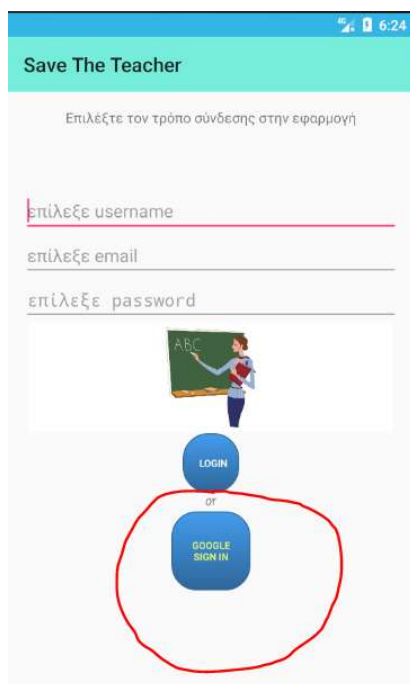 4G 6:24
Save The Teacher
Επιλέξτε τον τρόπο σύνδεσης στην εφαρμογή
επίλεξε username
επίλεξε email
επίλεξε password
ABC
LOGIN
or
GOOGLE
SIGN IN